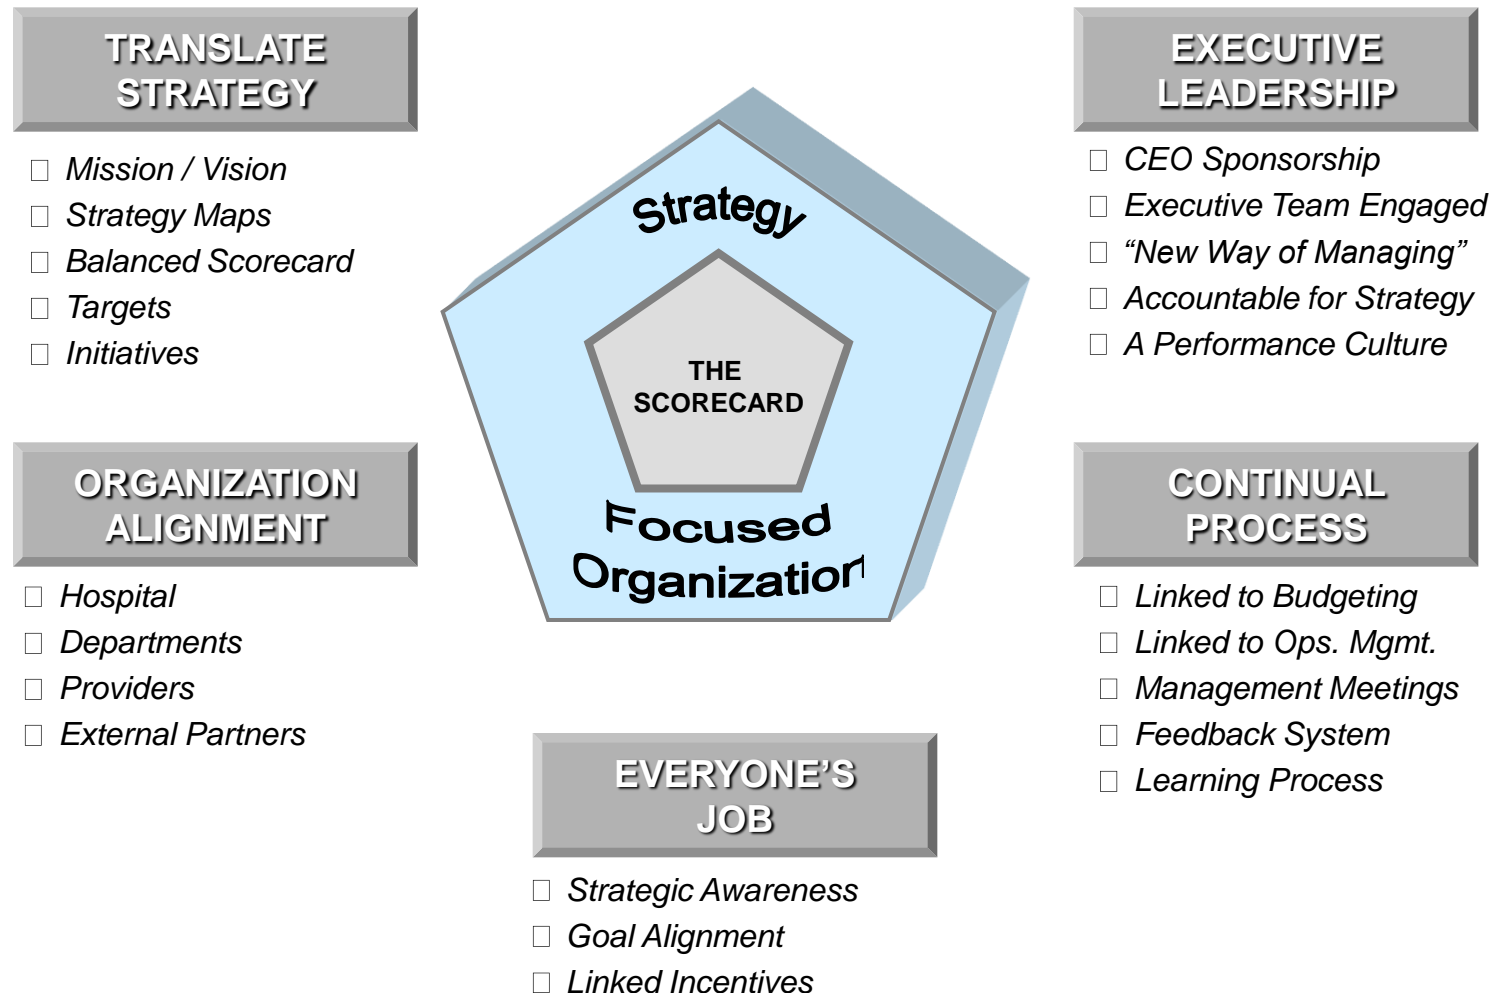 TRANSLATE
STRATEGY
Mission / Vision
Strategy Maps
Balanced Scorecard
Targets
Initiatives
EXECUTIVE
LEADERSHIP
CEO Sponsorship
Executive Team Engaged
“New Way of Managing”
Accountable for Strategy
A Performance Culture
Strategy
THE
SCORECARD
Focused
Organization
ORGANIZATION
ALIGNMENT
Hospital
Departments
Providers
External Partners
CONTINUAL
PROCESS
Linked to Budgeting
Linked to Ops. Mgmt.
Management Meetings
Feedback System
Learning Process
EVERYONE’S
JOB
Strategic Awareness
Goal Alignment
Linked Incentives